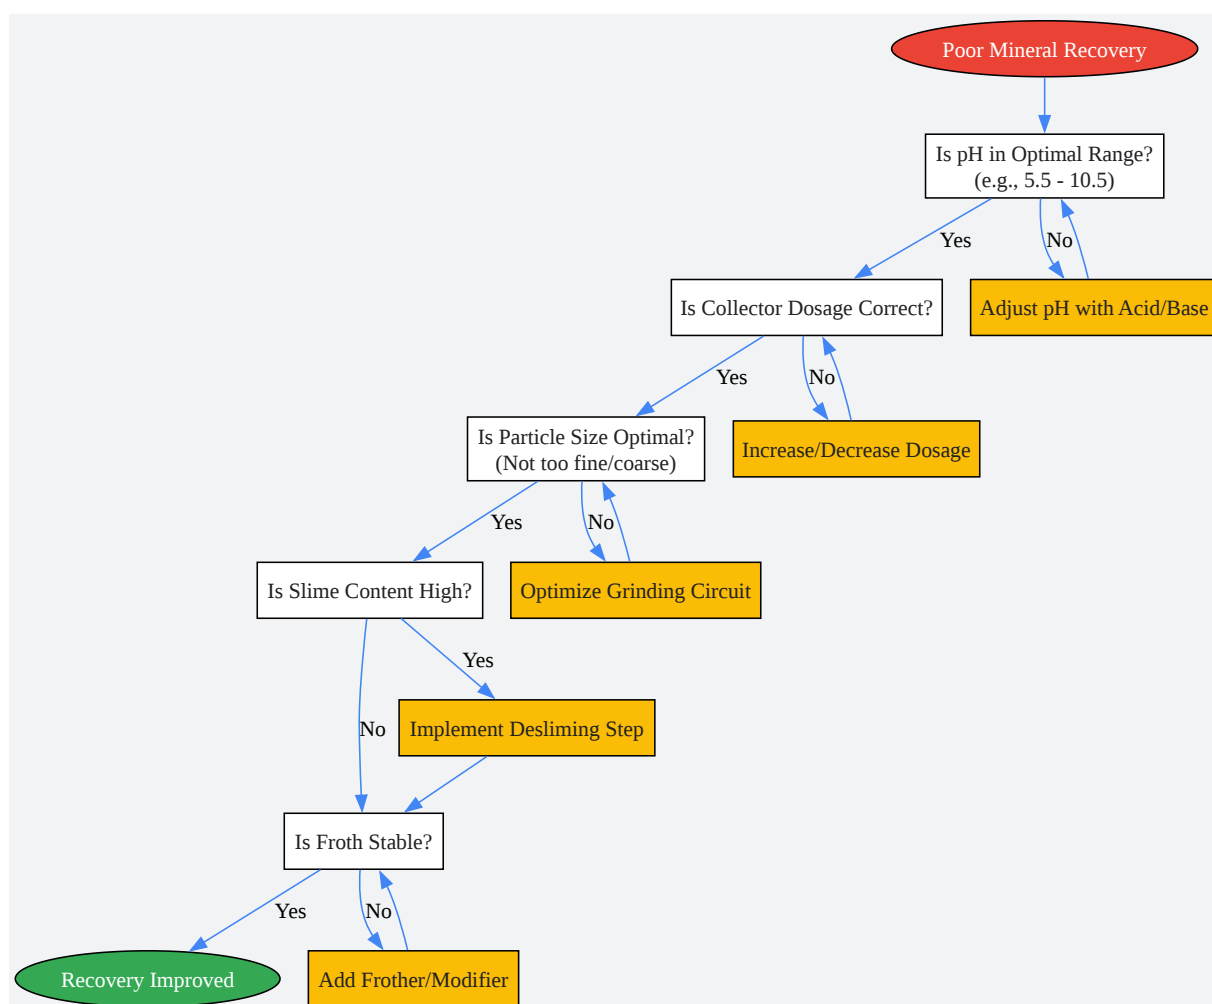 Poor Mineral Recovery
Is pH in Optimal Range?
(e.g., 5.5 - 10.5)
Yes
No
Is Collector Dosage Correct?
Adjust pH with Acid/Base
Yes
No
Is Particle Size Optimal?
(Not too fine/coarse)
Increase/Decrease Dosage
Yes
No
Is Slime Content High?
Optimize Grinding Circuit
Yes
No
Implement Desliming Step
Is Froth Stable?
Yes
No
Recovery Improved
Add Frother/Modifier